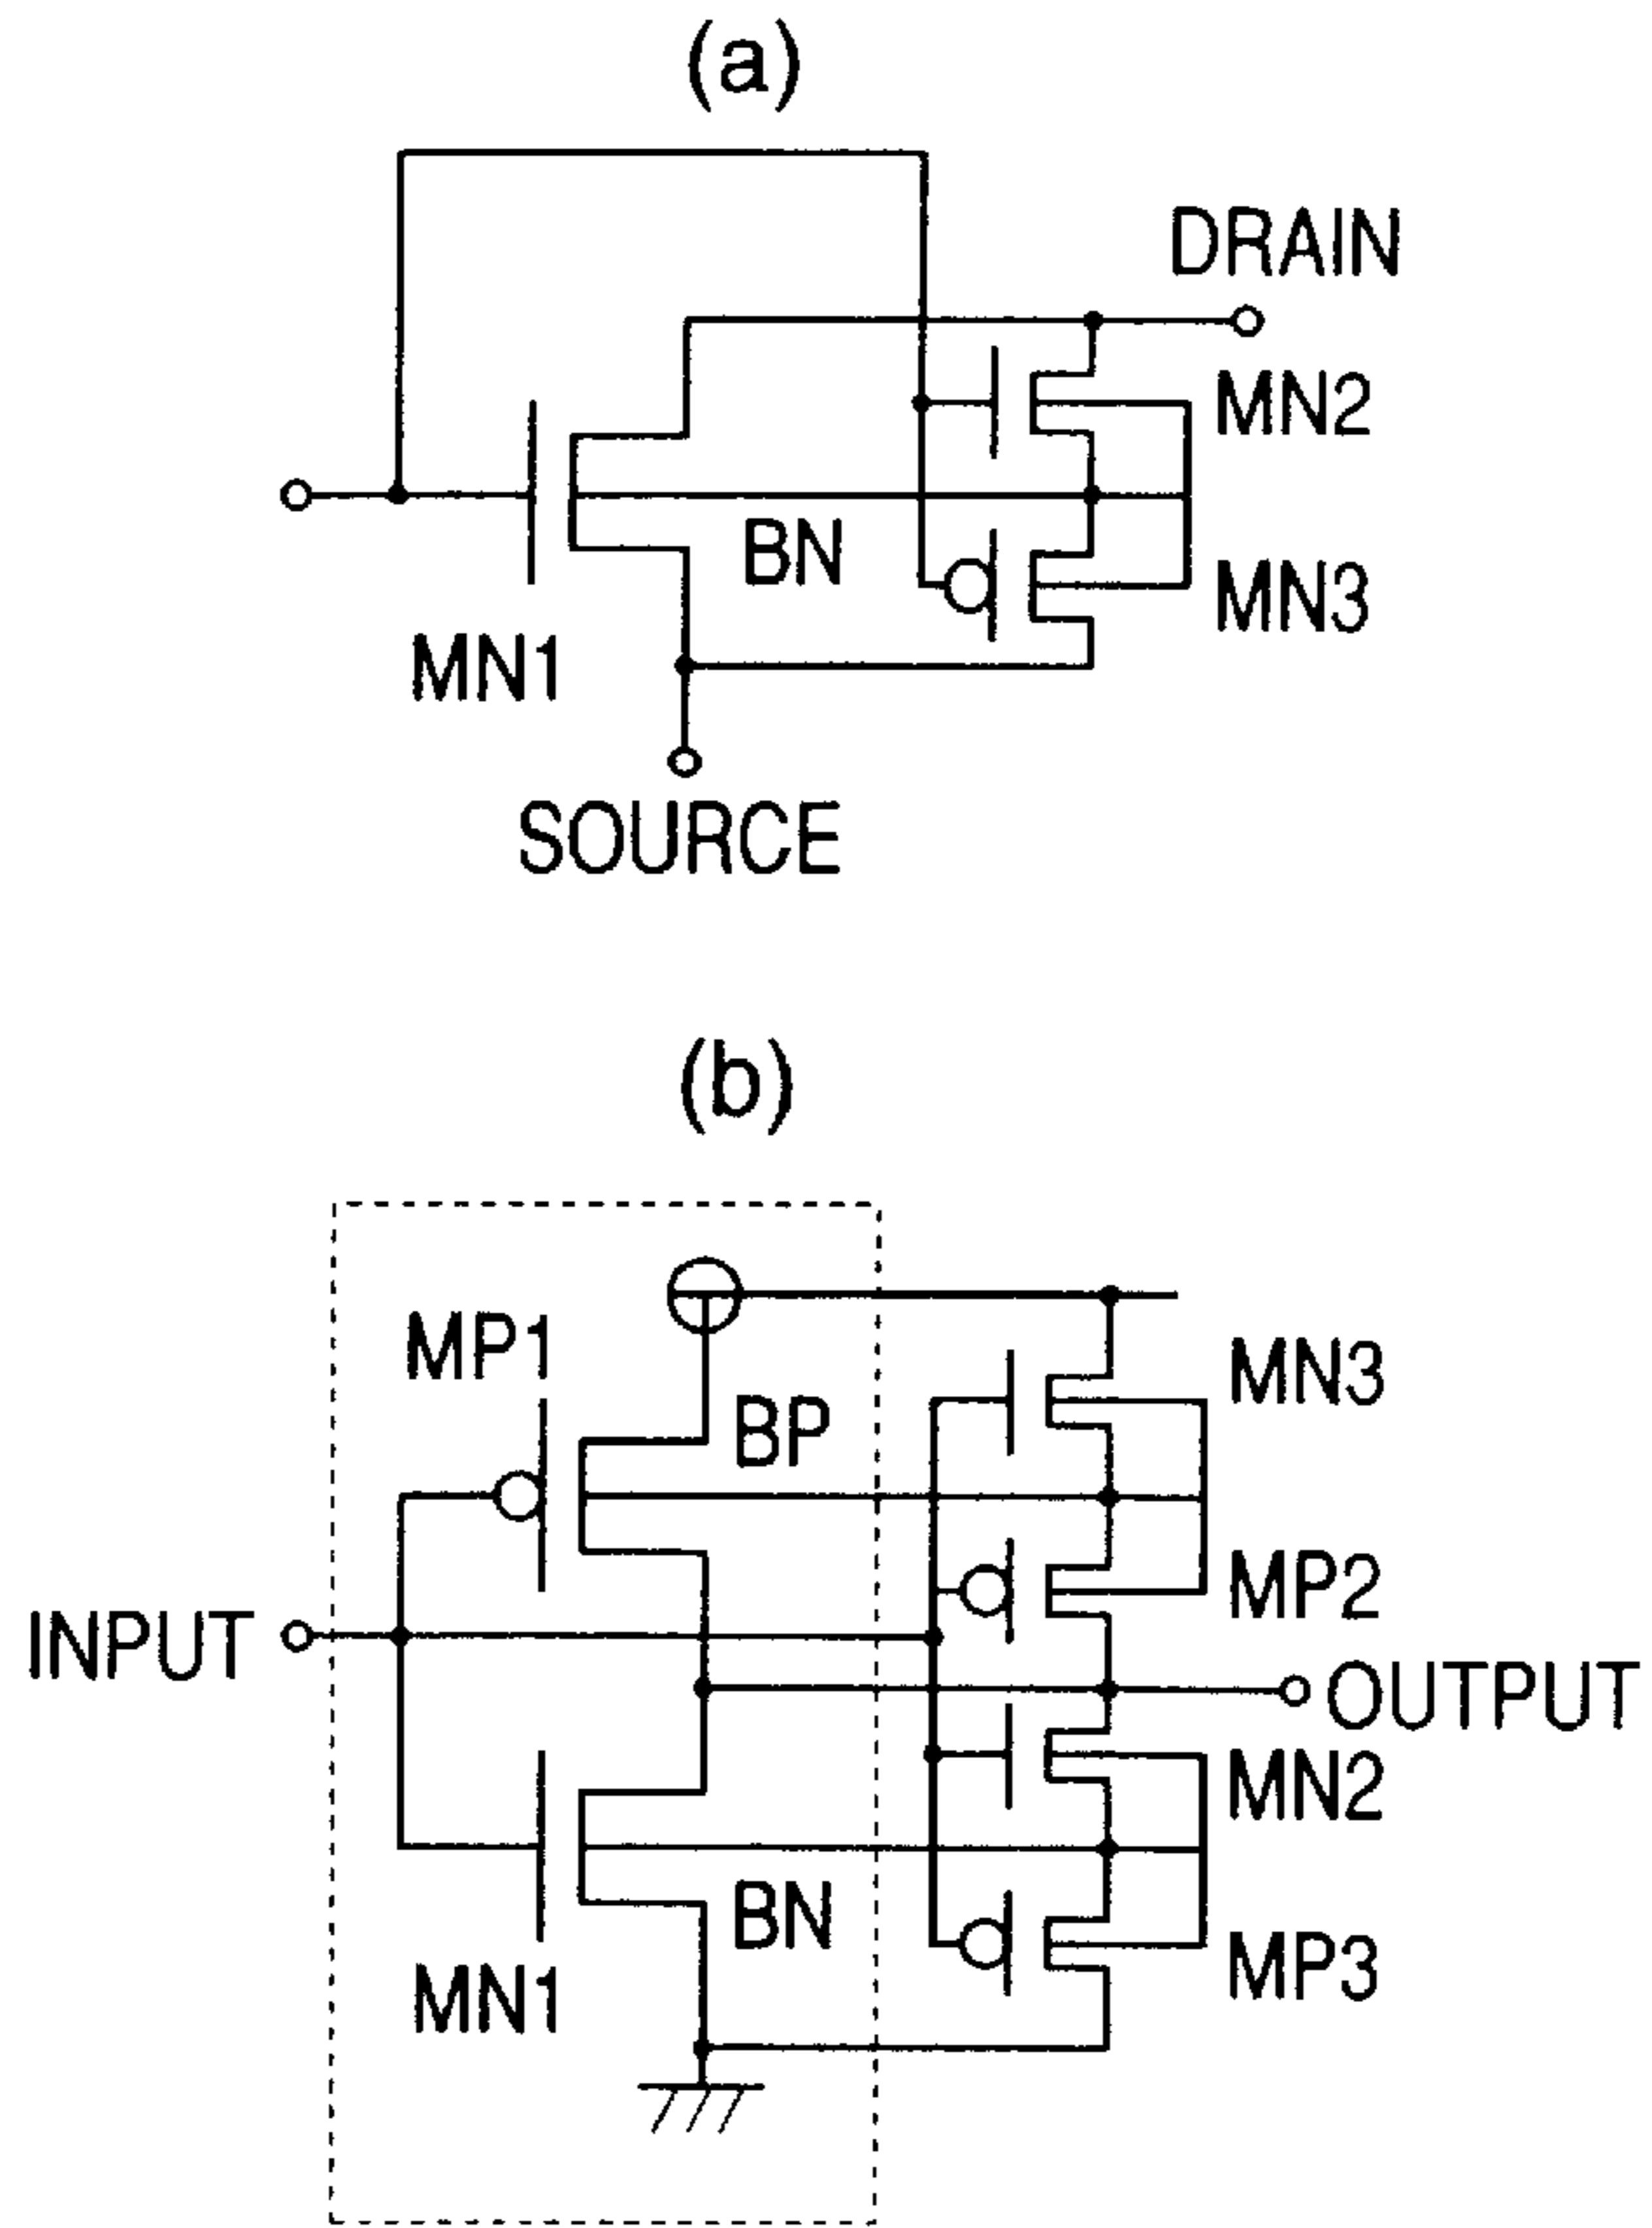 (a)
DRAIN
MN2
BN
MN3
MN1
SOURCE
(b)
MP1
MN3
BP
MP2
INPUT
OUTPUT
MN2
BN
MP3
MN1